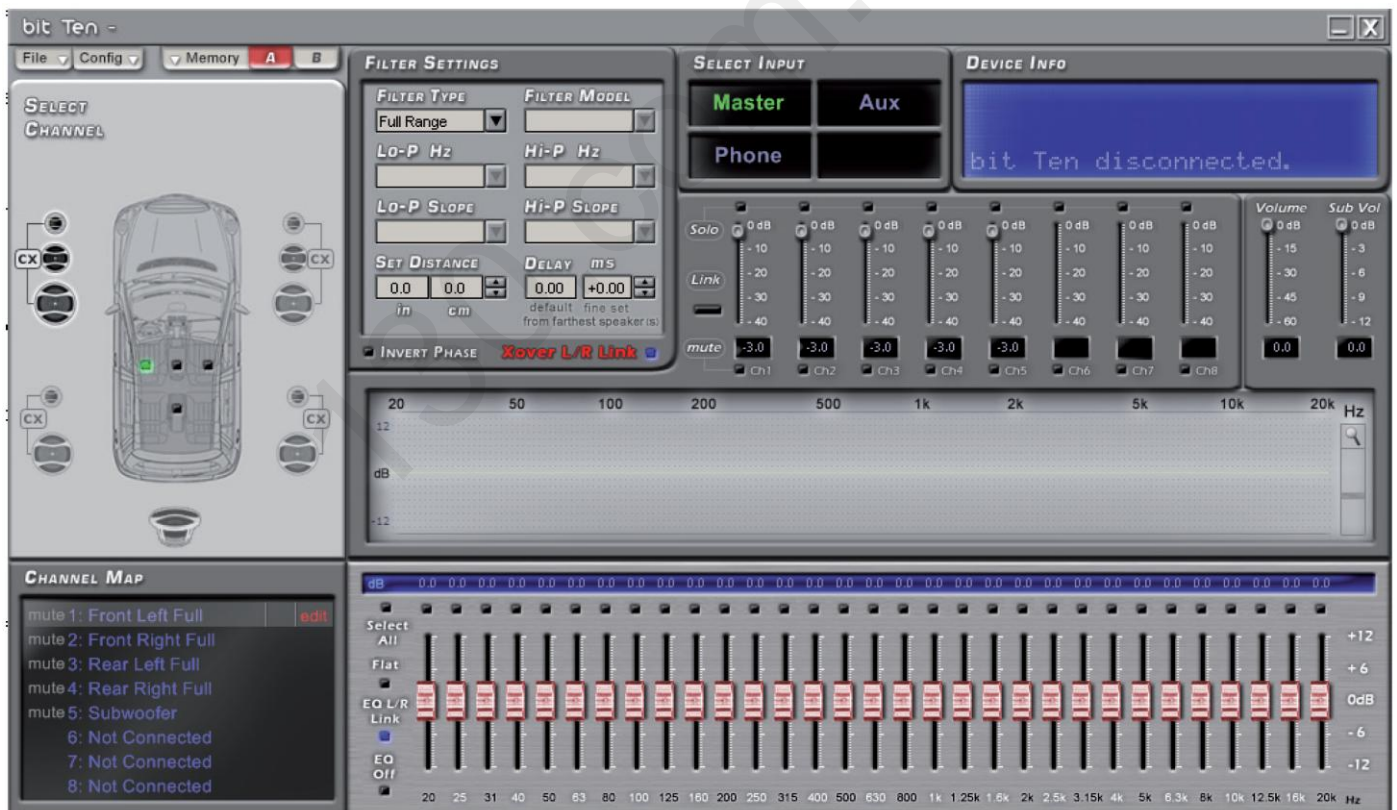 bit Ten -
File Config Memory A B
SELECT
CHANNEL
CX CX
CX CX
FILTER SETTINGS
FILTER TYPE FILTER MODEL
Full Range
LO-P HZ HI-P HZ
LO-P SLOPE HI-P SLOPE
SET DISTANCE DELAY ms
0.0 0.0 0.00 +0.00
in cm default fine set
from farthest speaker(s)
INVERT PHASE Xover L/R Link
SELECT INPUT
Master Aux
Phone
DEVICE INFO
bit Ten disconnected.
Volume Sub Vol
Solo 0 dB 0 dB 0 dB 0 dB 0 dB 0 dB 0 dB 0 dB 0 dB 0 dB
- 10 - 10 - 10 - 10 - 10 - 10 - 10 - 10 - 15 - 3
Link - 20 - 20 - 20 - 20 - 20 - 20 - 20 - 20 - 30 - 6
- 30 - 30 - 30 - 30 - 30 - 30 - 30 - 30 - 45 - 9
- 40 - 40 - 40 - 40 - 40 - 40 - 40 - 40 - 60 - 12
mute -3.0 -3.0 -3.0 -3.0 -3.0 0.0 0.0
Ch1 Ch2 Ch3 Ch4 Ch5 Ch6 Ch7 Ch8
20 50 100 200 500 1k 2k 5k 10k 20k Hz
12
dB
-12
CHANNEL MAP
mute 1: Front Left Full edit
mute 2: Front Right Full
mute 3: Rear Left Full
mute 4: Rear Right Full
mute 5: Subwoofer
6: Not Connected
7: Not Connected
8: Not Connected
dB 0.0 0.0 0.0 0.0 0.0 0.0 0.0 0.0 0.0 0.0 0.0 0.0 0.0 0.0 0.0 0.0 0.0 0.0 0.0 0.0 0.0 0.0 0.0 0.0 0.0 0.0 0.0 0.0 0.0 0.0 0.0
Select
All
Flat
EQ L/R
Link
EQ
Off
+12
+ 6
0dB
- 6
-12
20 25 31 40 50 63 80 100 125 160 200 250 315 400 500 630 800 1k 1.25k 1.6k 2k 2.5k 3.15k 4k 5k 6.3k 8k 10k 12.5k 16k 20k Hz